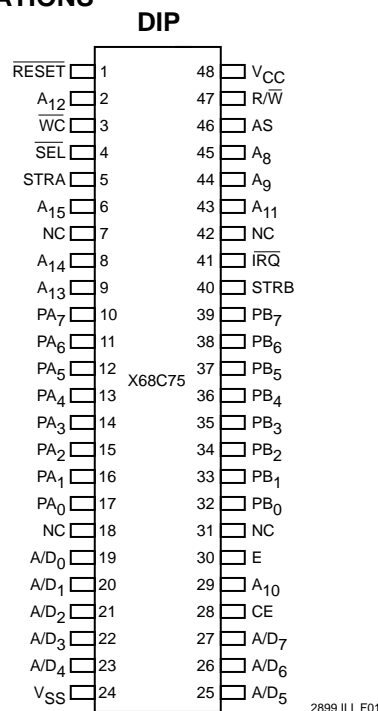 ATIONS
DIP
RESET 1 48 VCC
A12 2 47 R/W
WC 3 46 AS
SEL 4 45 A8
STRA 5 44 A9
A15 6 43 A11
NC 7 42 NC
A14 8 41 IRQ
A13 9 40 STRB
PA7 10 39 PB7
PA6 11 38 PB6
PA5 12 37 PB5
X68C75
PA4 13 36 PB4
PA3 14 35 PB3
PA2 15 34 PB2
PA1 16 33 PB1
PA0 17 32 PB0
NC 18 31 NC
A/D0 19 30 E
A/D1 20 29 A10
A/D2 21 28 CE
A/D3 22 27 A/D7
A/D4 23 26 A/D6
VSS 24 25 A/D5
2899 ILL F01